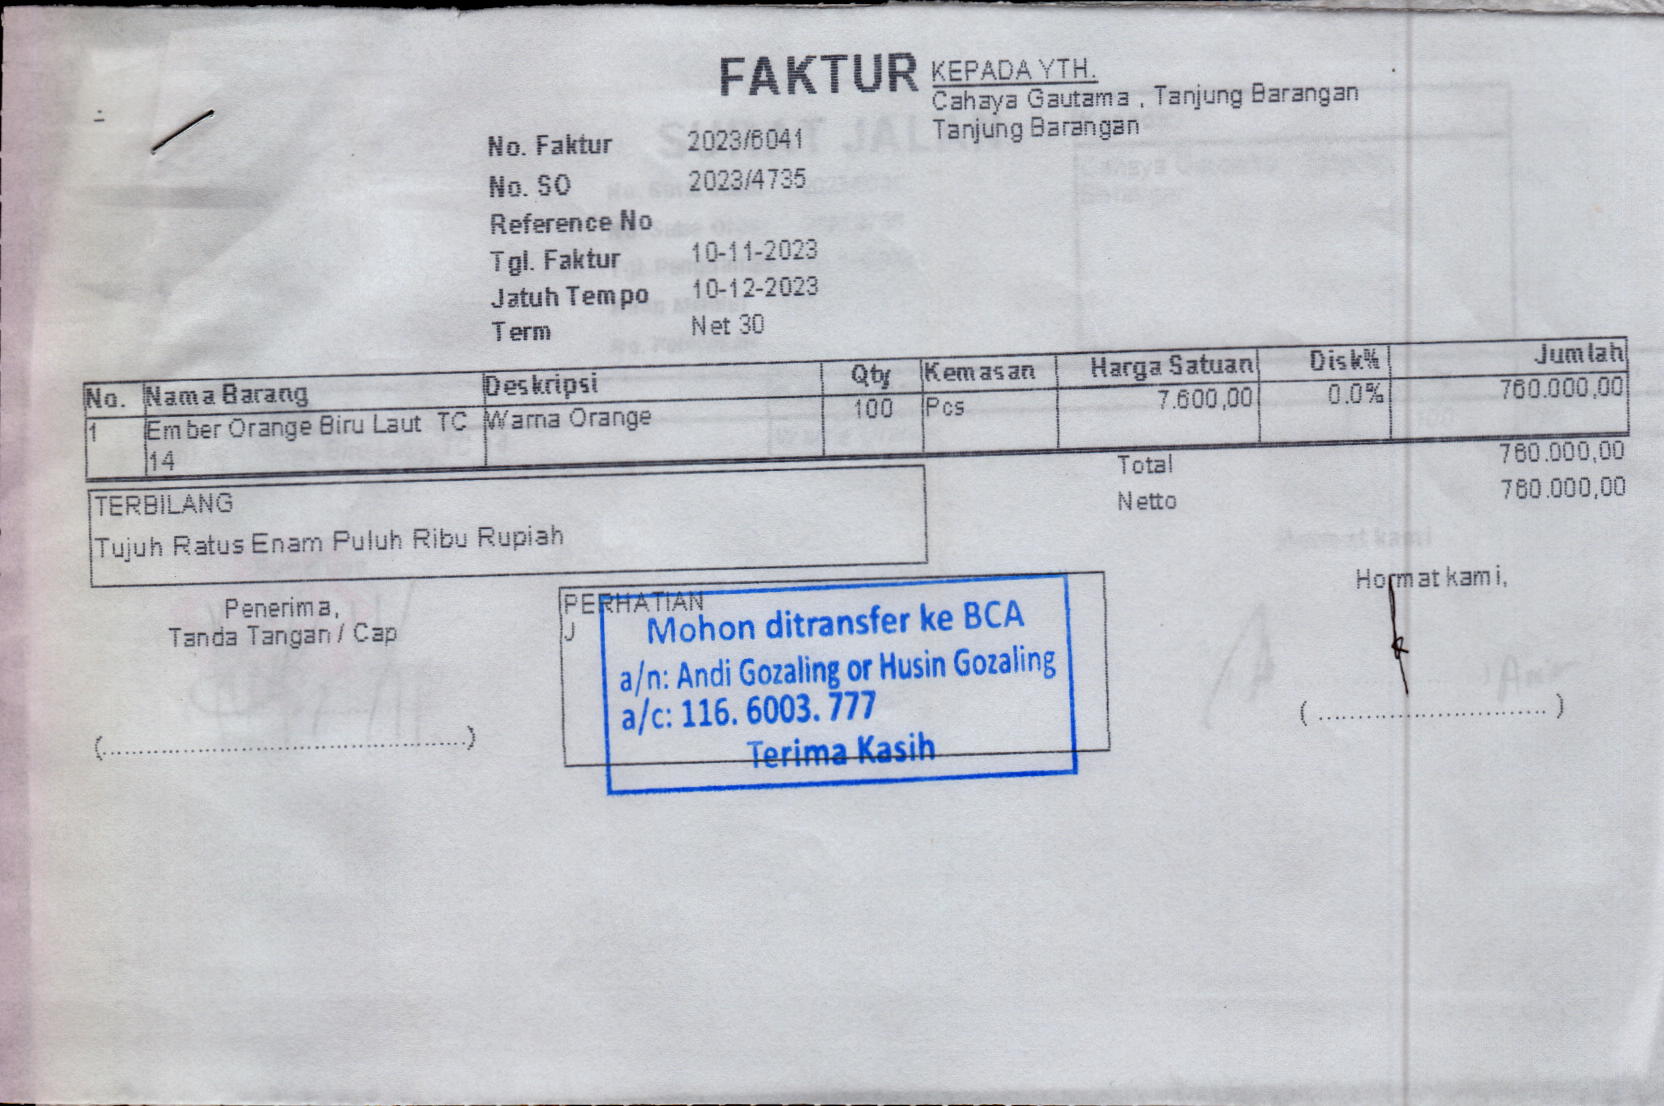 FAKTUR
KEPADA YTH.
Cahaya Gautama , Tanjung Barangan
Tanjung Barangan
No. Faktur 2023/6041
No. SO 2023/4735
Reference No
Tgl. Faktur 10-11-2023
Jatuh Tempo 10-12-2023
Term Net 30
No. Nama Barang Deskripsi Qty Kemasan Harga Satuan Disk% Jumlah
1 Ember Orange Biru Laut TC Warna Orange 100 Pcs 7.600,00 0.0% 760.000,00
14
Total 760.000,00
Netto 760.000,00
TERBILANG
Tujuh Ratus Enam Puluh Ribu Rupiah
Penerima,
Tanda Tangan / Cap
(..................................................)
PERHATIAN
J
Mohon ditransfer ke BCA
a/n: Andi Gozaling or Husin Gozaling
a/c: 116. 6003. 777
Terima Kasih
Hormat kami,
( ................................ )